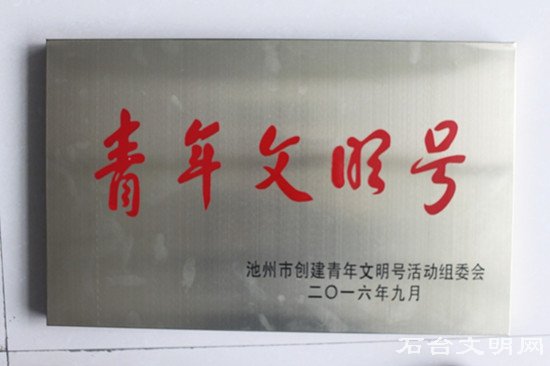 青年文明号
池州市创建青年文明号活动组委会
二〇一六年九月
石台文明网